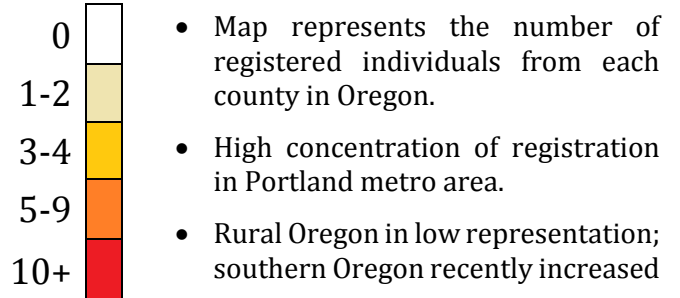 0
1-2
3-4
5-9
10+
• Map represents the number of
registered individuals from each
county in Oregon.
• High concentration of registration
in Portland metro area.
• Rural Oregon in low representation;
southern Oregon recently increased